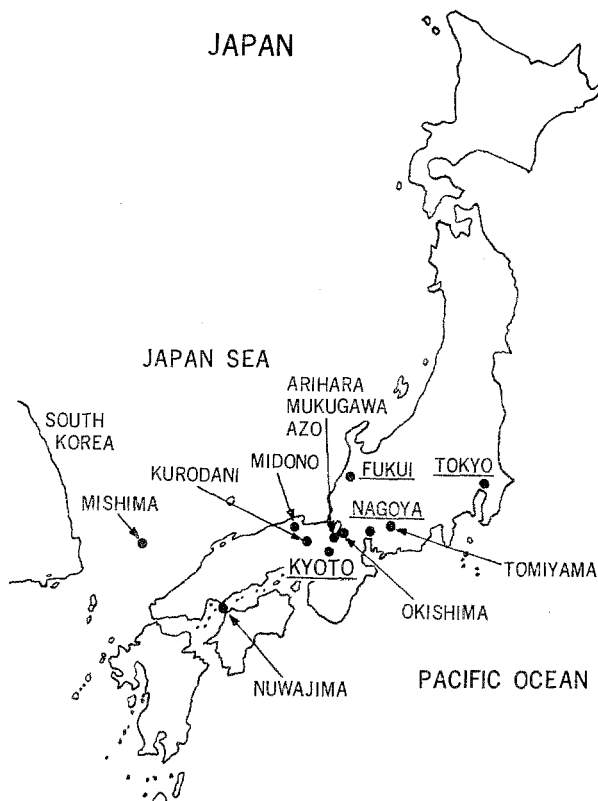 JAPAN
JAPAN SEA
ARIHARA
MUKUGAWA
AZO
SOUTH
KOREA
MIDONO
KURODANI
FUKUI
TOKYO
MISHIMA
NAGOYA
KYOTO
TOMIYAMA
OKISHIMA
NUWAJIMA
PACIFIC OCEAN